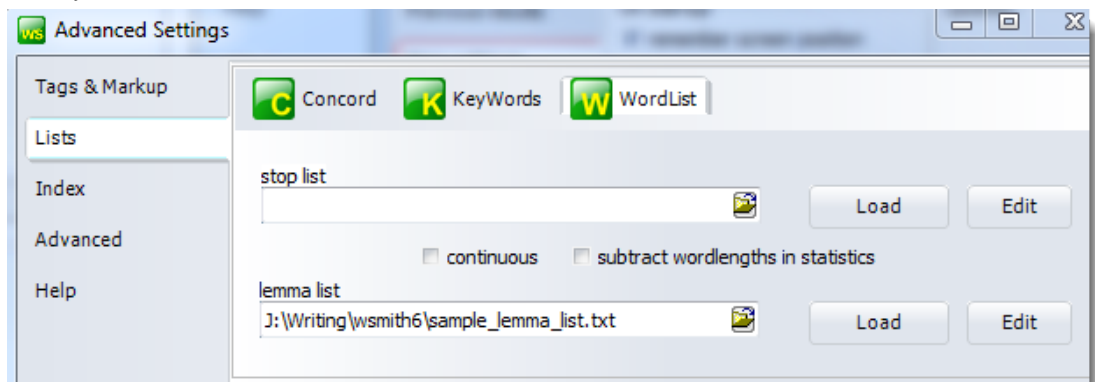 WS Advanced Settings
Tags & Markup
Lists
Index
Advanced
Help
C Concord K KeyWords W WordList
stop list
Load Edit
continuous subtract wordlengths in statistics
lemma list
J:\Writing\wsmith6\sample_lemma_list.txt Load Edit